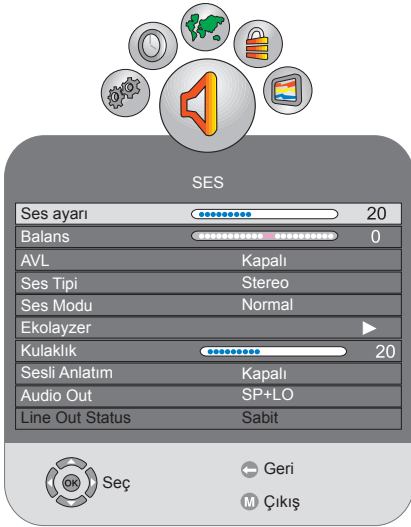 SES
Ses ayarı 20
Balans 0
AVL Kapalı
Ses Tipi Stereo
Ses Modu Normal
Ekolayzer
Kulaklık 20
Sesli Anlatım Kapalı
Audio Out SP+LO
Line Out Status Sabit
OK Seç
Geri
M Çıkış